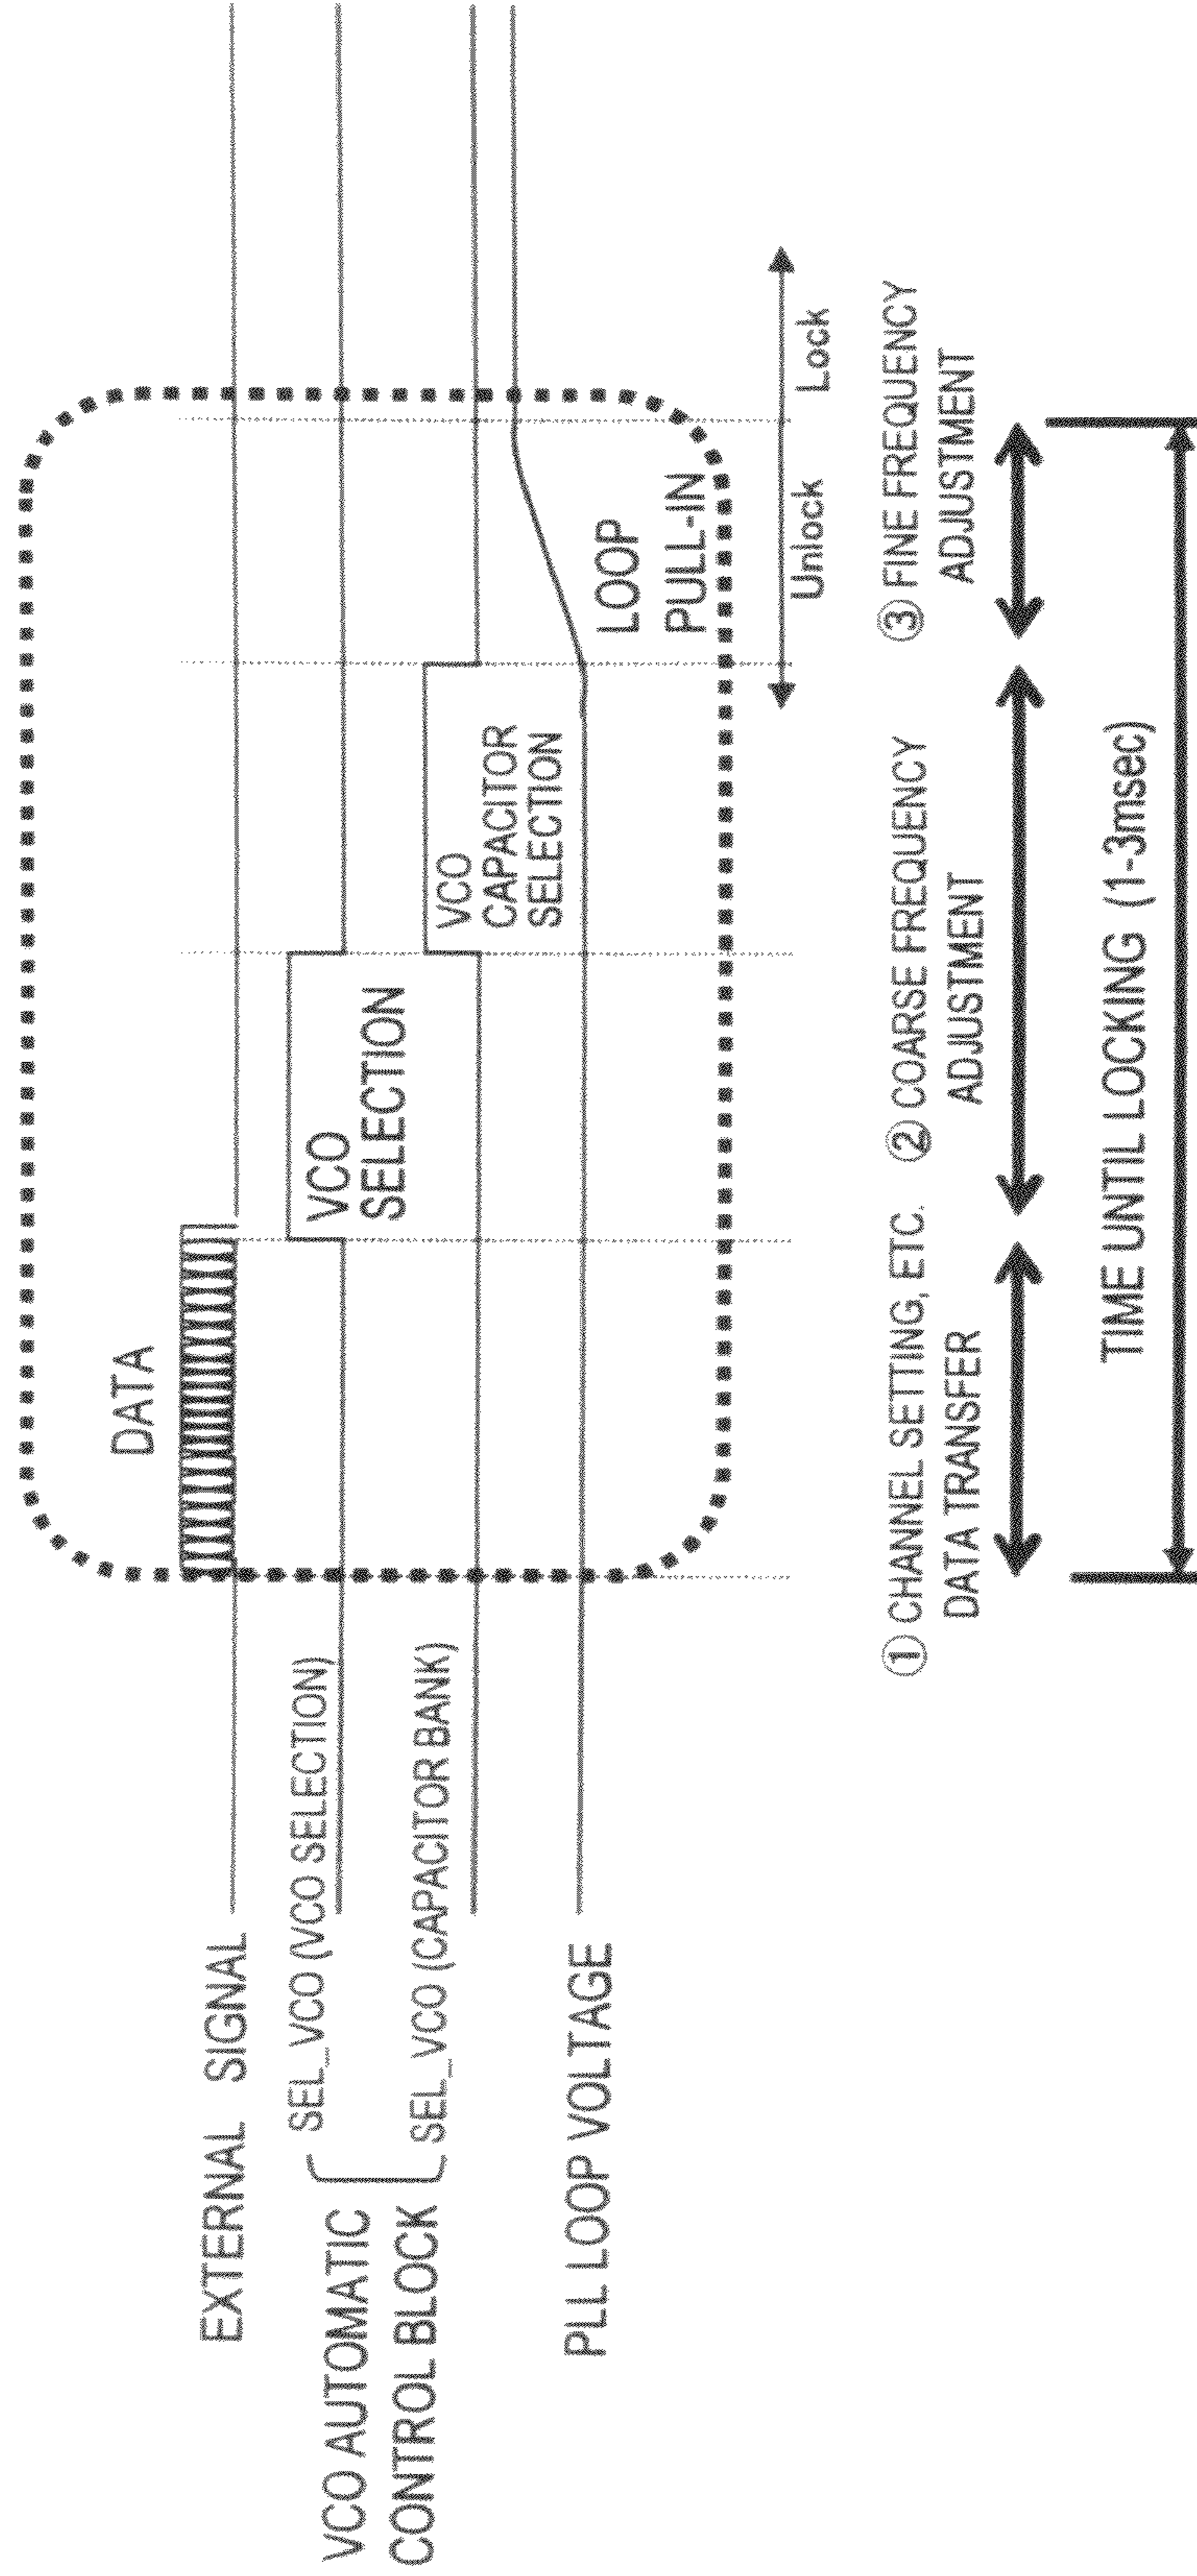 DATA
EXTERNAL SIGNAL
VCO AUTOMATIC
CONTROL BLOCK
SEL_VCO (VCO SELECTION)
SEL_VCO (CAPACITOR BANK)
VCO
SELECTION
VCO
CAPACITOR
SELECTION
PLL LOOP VOLTAGE
LOOP
PULL-IN
Unlock
Lock
① CHANNEL SETTING, ETC.
DATA TRANSFER
② COARSE FREQUENCY
ADJUSTMENT
③ FINE FREQUENCY
ADJUSTMENT
TIME UNTIL LOCKING (1-3msec)